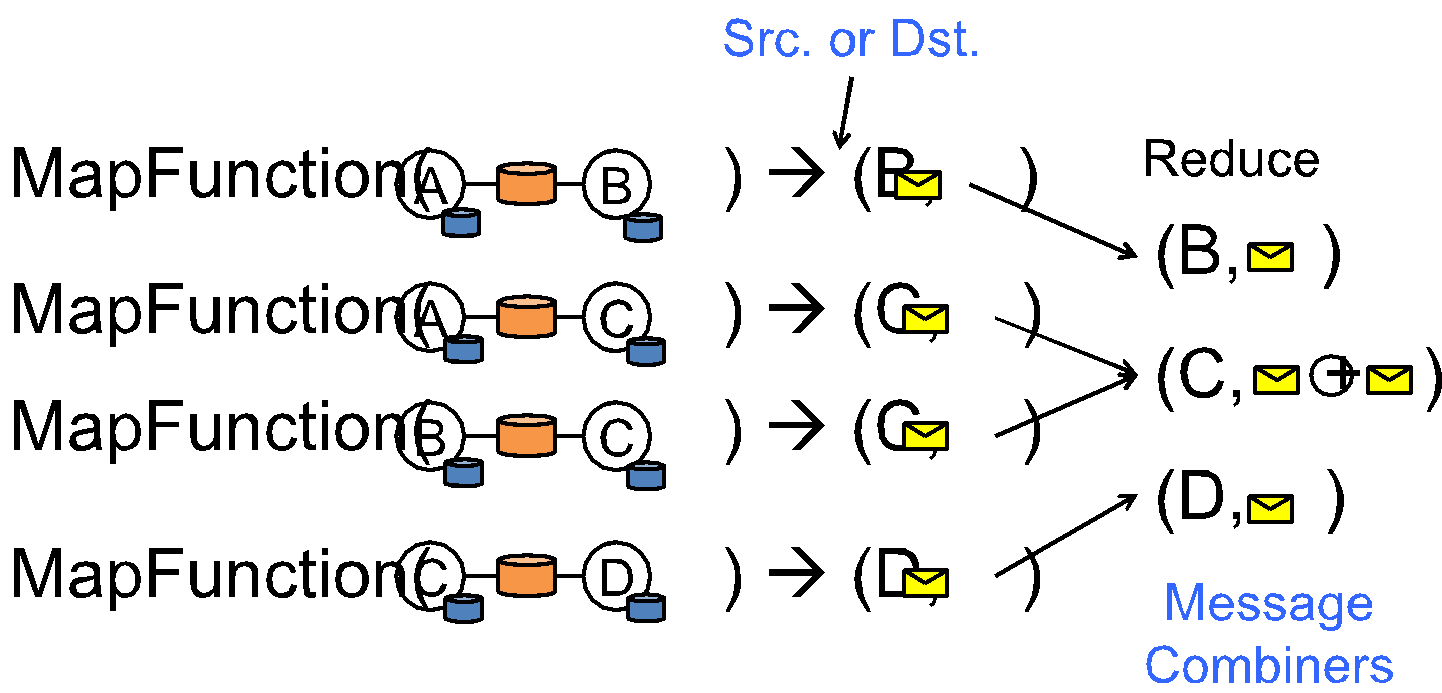 Src. or Dst.
MapFunction( A B ) → (B, )
Reduce
(B, )
MapFunction( A C ) → (C, )
(C, + )
MapFunction( B C ) → (C, )
(D, )
MapFunction( C D ) → (D, )
Message
Combiners